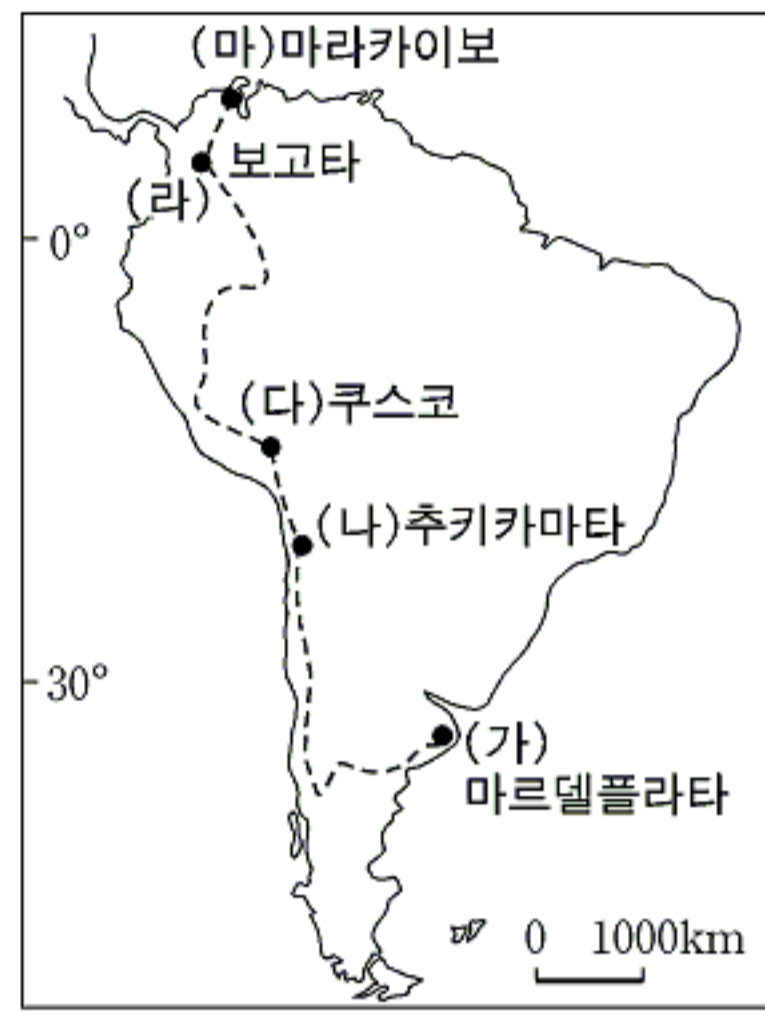 (마)마라카이보
보고타
(라)
0°
(다)쿠스코
(나)추키카마타
30°
(가)
마르델플라타
0 1000km